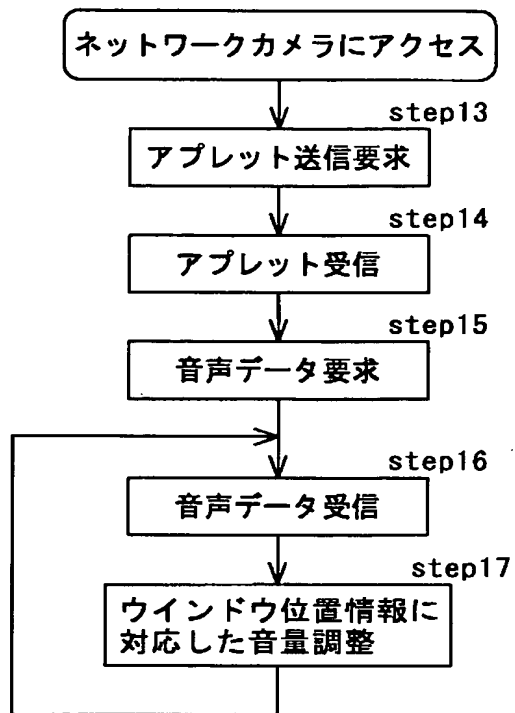 ネットワークカメラにアクセス
step13
アプレット送信要求
step14
アプレット受信
step15
音声データ要求
step16
音声データ受信
step17
ウインドウ位置情報に
対応した音量調整